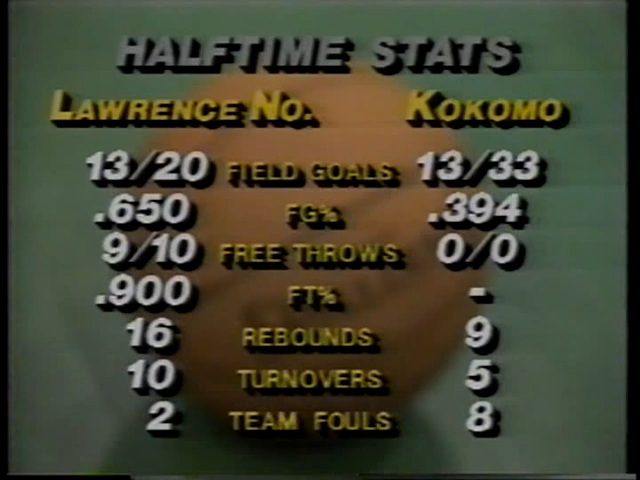 HALFTIME STATS
LAWRENCE NO. KOKOMO
13/20 FIELD GOALS 13/33
.650 FG% .394
9/10 FREE THROWS 0/0
.900 FT% -
16 REBOUNDS 9
10 TURNOVERS 5
2 TEAM FOULS 8